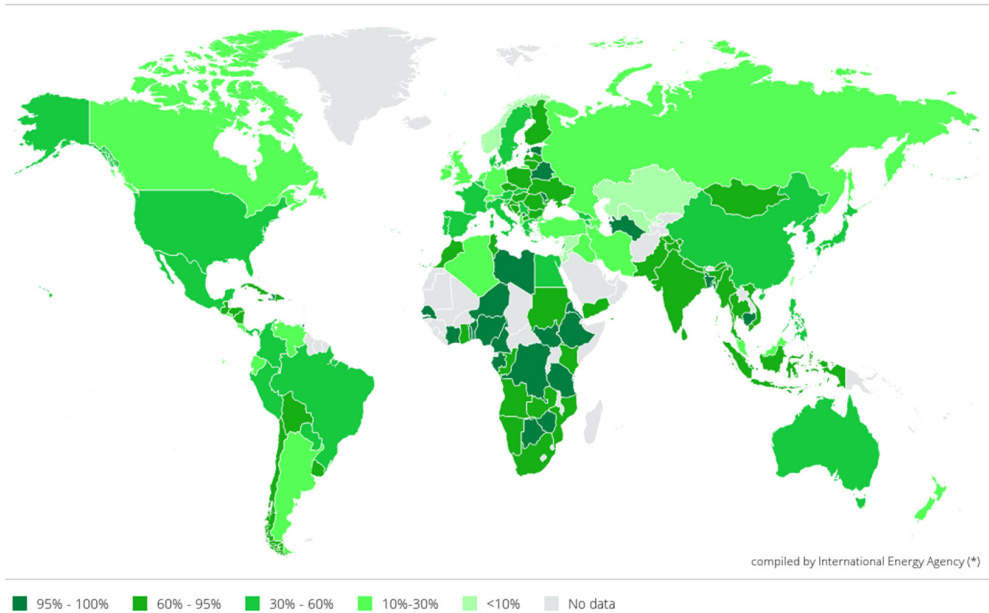 compiled by International Energy Agency (*)
95% - 100% 60% - 95% 30% - 60% 10%-30% <10% No data